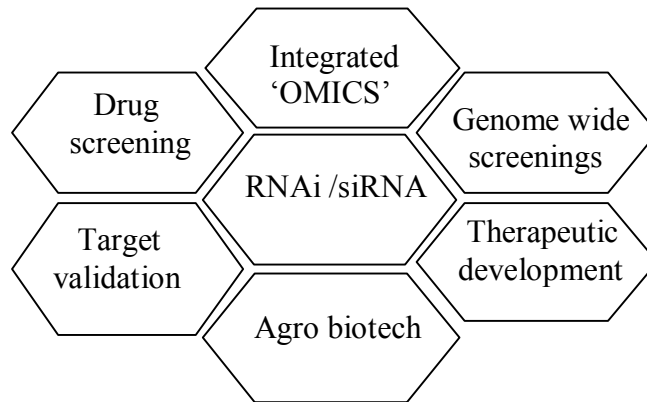 Integrated
‘OMICS’
Drug
screening
Genome wide
screenings
RNAi /siRNA
Target
validation
Therapeutic
development
Agro biotech